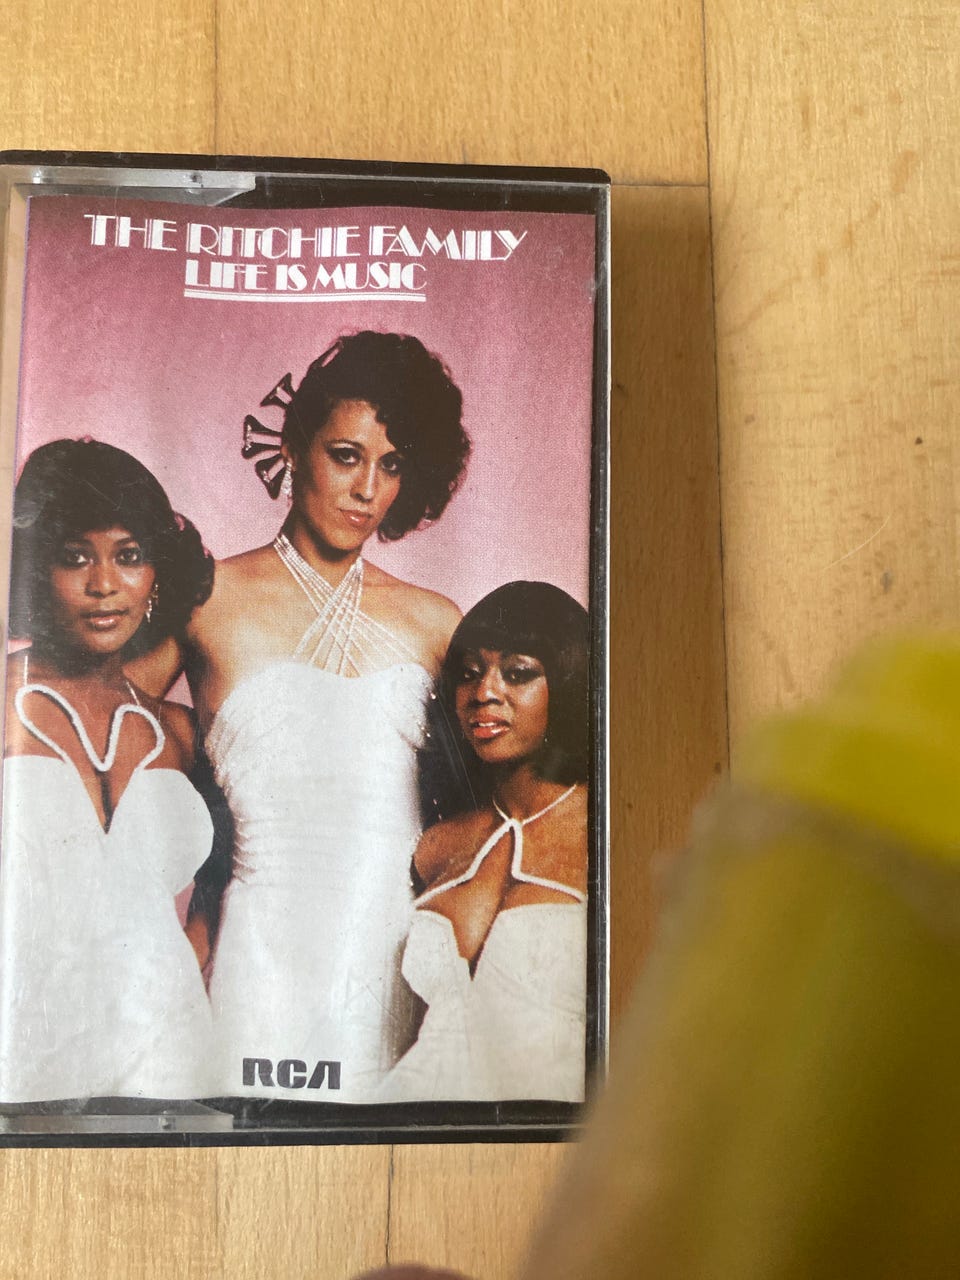 THE RITCHIE FAMILY
LIFE IS MUSIC
RCA